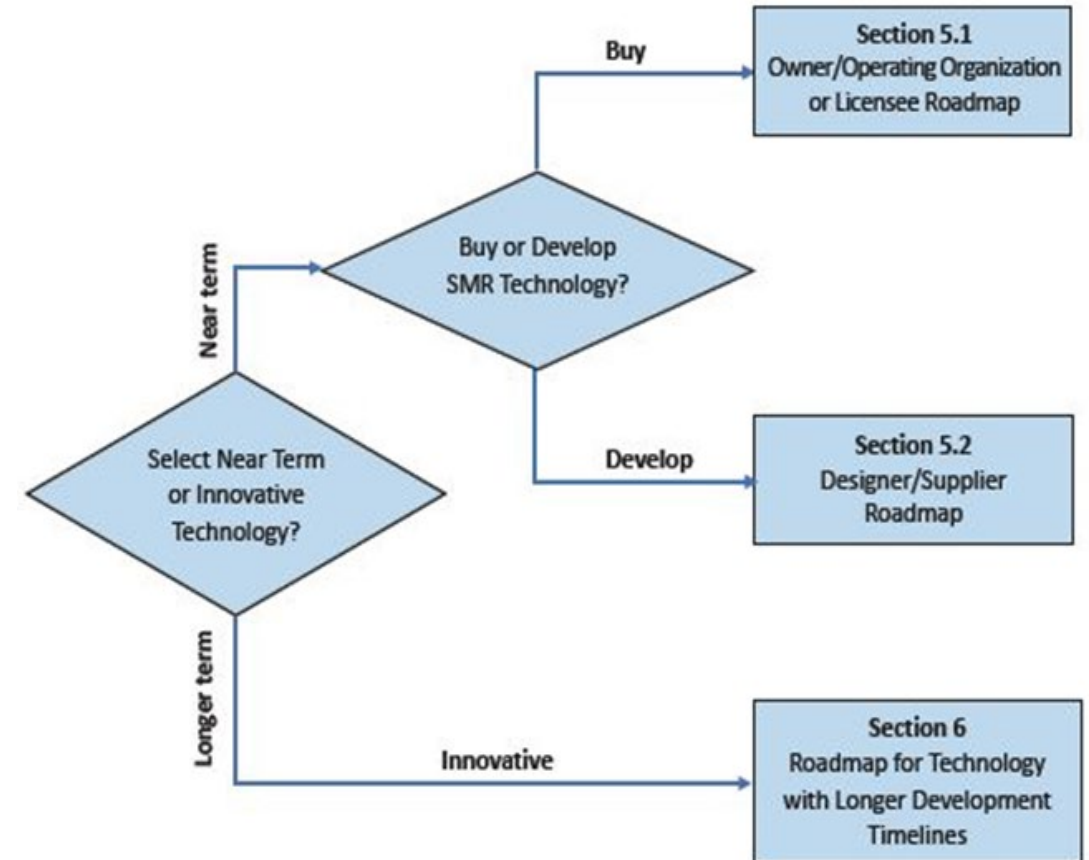 Buy
Section 5.1
Owner/Operating Organization
or Licensee Roadmap
Buy or Develop
SMR Technology?
Near term
Select Near Term
or Innovative
Technology?
Develop
Section 5.2
Designer/Supplier
Roadmap
Longer term
Innovative
Section 6
Roadmap for Technology
with Longer Development
Timelines